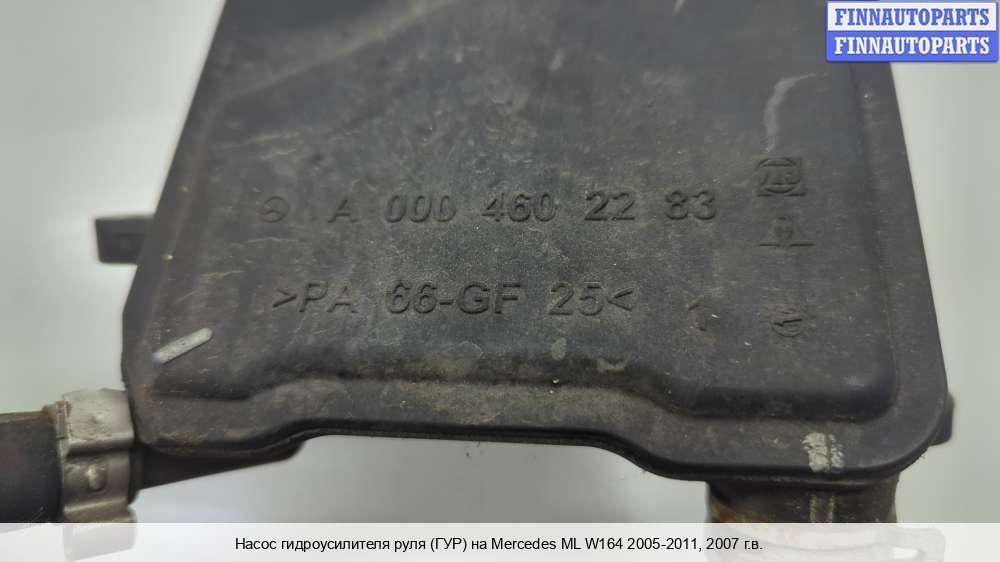 FINNAUTOPARTS
FINNAUTOPARTS
A 000 460 22 83
>PA 66-GF 25<
1
Насос гидроусилителя руля (ГУР) на Mercedes ML W164 2005-2011, 2007 г.в.